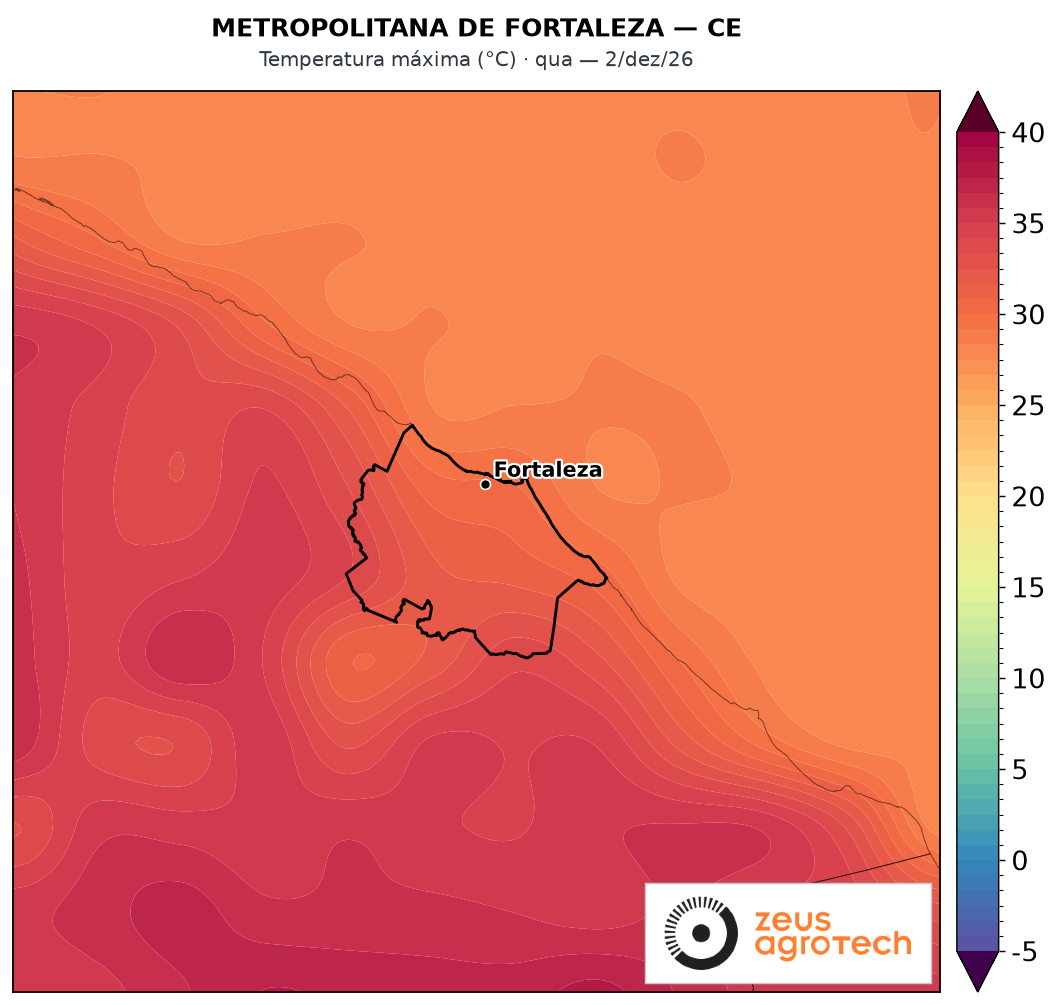 METROPOLITANA DE FORTALEZA — CE
Temperatura máxima (°C) · qua — 2/dez/26
Fortaleza
40
35
30
25
20
15
10
5
0
-5
zeus
agrotech